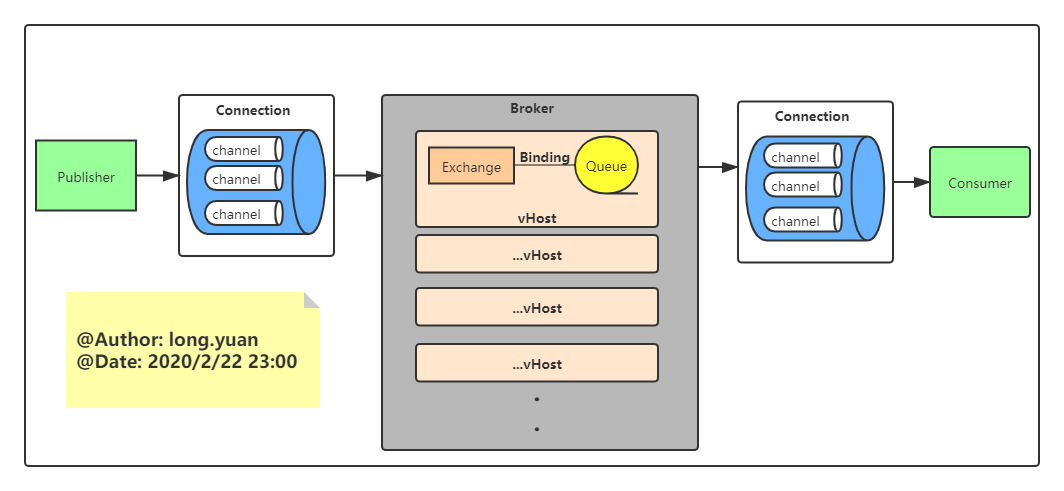 Publisher
Connection
channel
channel
channel
Broker
Exchange
Binding
Queue
vHost
...vHost
...vHost
...vHost
Connection
channel
channel
channel
Consumer
@Author: long.yuan
@Date: 2020/2/22 23:00